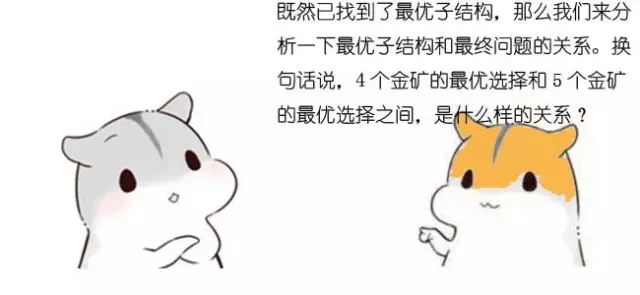 既然已找到了最优子结构，那么我们来分
析一下最优子结构和最终问题的关系。换
句话说，4 个金矿的最优选择和 5 个金矿
的最优选择之间，是什么样的关系？